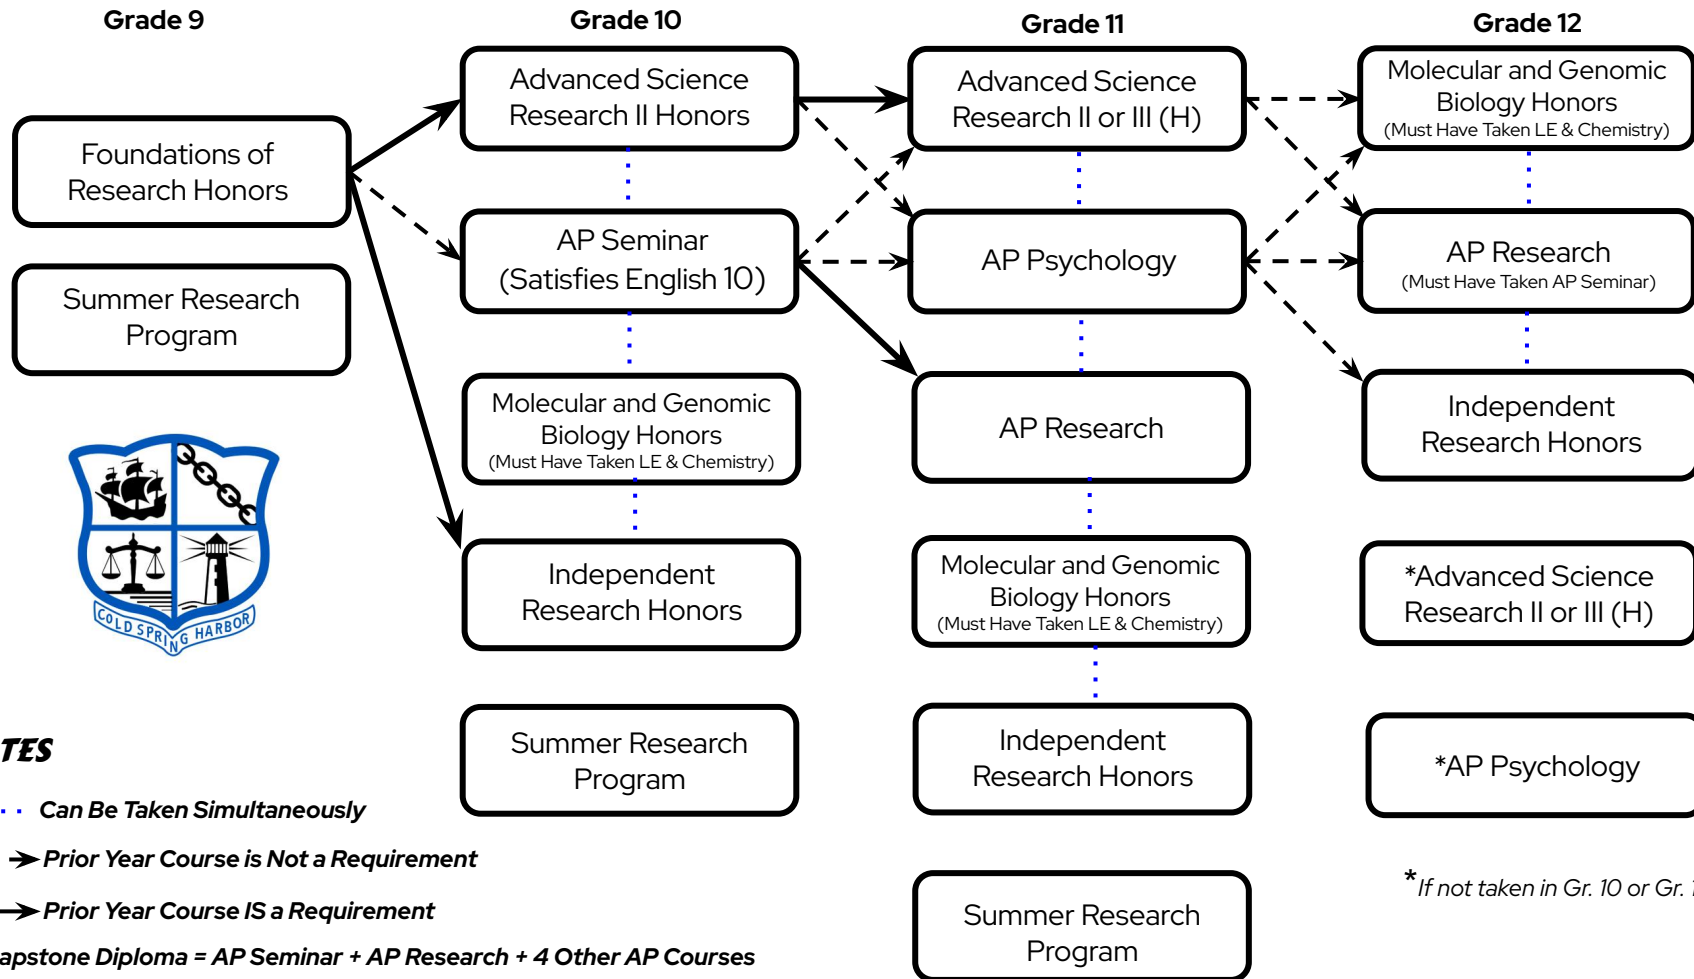 Grade 9
Foundations of
Research Honors
Summer Research
Program
COLD SPRING HARBOR
Grade 10
Advanced Science
Research II Honors
AP Seminar
(Satisfies English 10)
Molecular and Genomic
Biology Honors
(Must Have Taken LE & Chemistry)
Independent
Research Honors
Summer Research
Program
Grade 11
Advanced Science
Research II or III (H)
AP Psychology
AP Research
Molecular and Genomic
Biology Honors
(Must Have Taken LE & Chemistry)
Independent
Research Honors
Summer Research
Program
Grade 12
Molecular and Genomic
Biology Honors
(Must Have Taken LE & Chemistry)
AP Research
(Must Have Taken AP Seminar)
Independent
Research Honors
*Advanced Science
Research II or III (H)
*AP Psychology
*If not taken in Gr. 10 or Gr.
TES
Can Be Taken Simultaneously
Prior Year Course is Not a Requirement
Prior Year Course IS a Requirement
apstone Diploma = AP Seminar + AP Research + 4 Other AP Courses